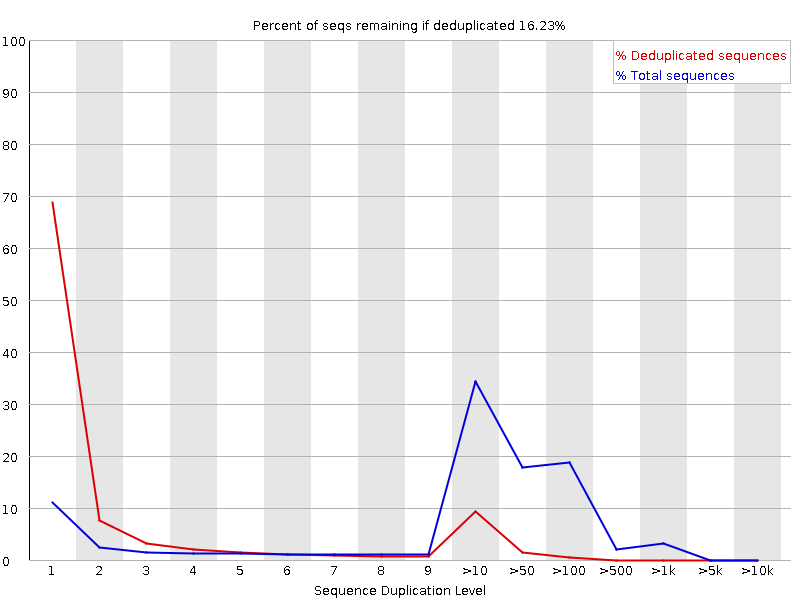 Percent of seqs remaining if deduplicated 16.23%
% Deduplicated sequences
% Total sequences
100
90
80
70
60
50
40
30
20
10
0
1 2 3 4 5 6 7 8 9 >10 >50 >100 >500 >1k >5k >10k
Sequence Duplication Level